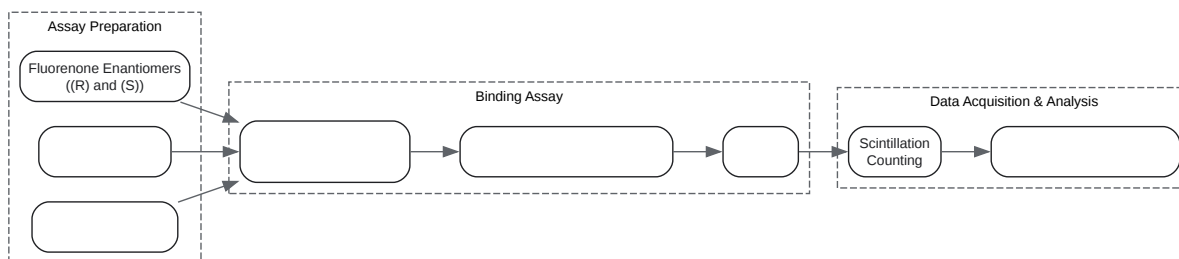 Assay Preparation
Fluorenone Enantiomers
((R) and (S))
Binding Assay
Data Acquisition & Analysis
Scintillation
Counting